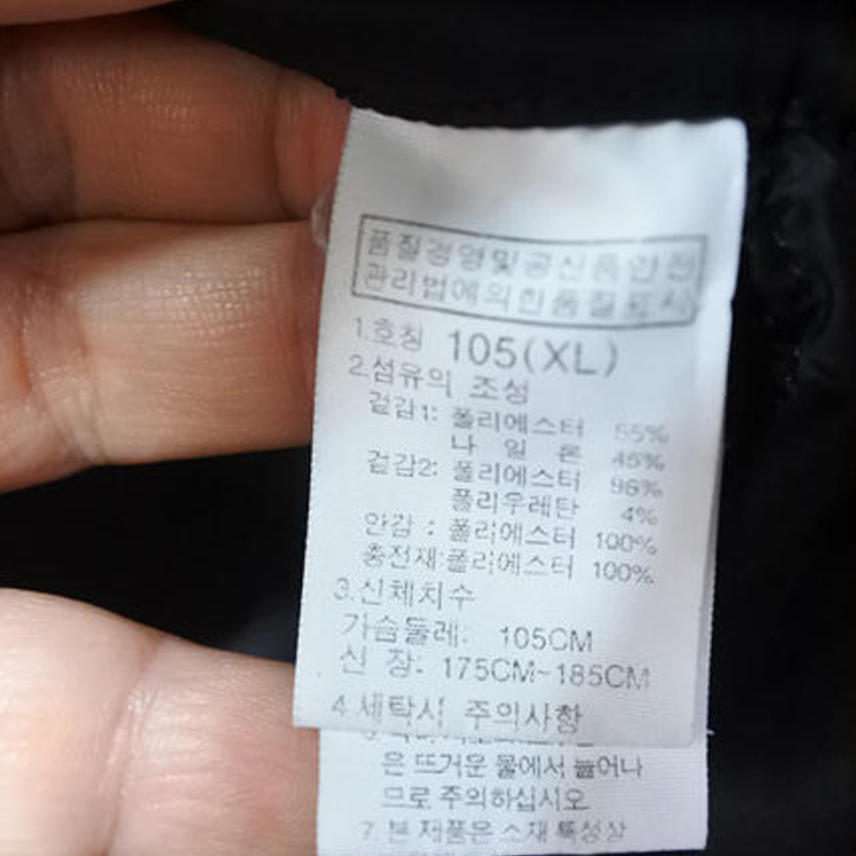 품질경영및공산품안전
관리법에의한품질표시
1.호칭 105(XL)
2.섬유의 조성
겉감1: 폴리에스터 55%
나 일 론 45%
겉감2: 폴리에스터 96%
폴리우레탄 4%
안감 : 폴리에스터 100%
충전재:폴리에스터 100%
3.신체치수
가슴둘레: 105CM
신 장: 175CM~185CM
4.세탁시 주의사항
은 뜨거운 물에서 늘어나
므로 주의하십시오
7. 본 제품은 소재 특성상